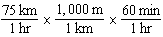 75 km / 1 hr × 1,000 m / 1 km × 60 min / 1 hr